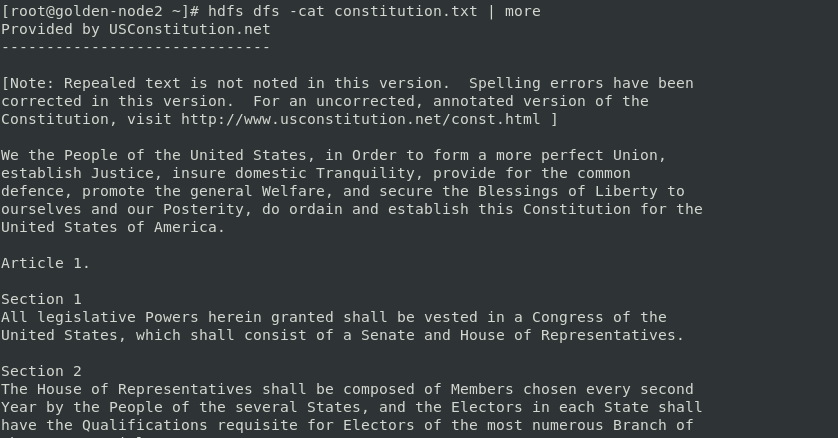 [root@golden-node2 ~]# hdfs dfs -cat constitution.txt | more
Provided by USConstitution.net
------------------------------
[Note: Repealed text is not noted in this version.  Spelling errors have been
corrected in this version.  For an uncorrected, annotated version of the
Constitution, visit http://www.usconstitution.net/const.html ]
We the People of the United States, in Order to form a more perfect Union,
establish Justice, insure domestic Tranquility, provide for the common
defence, promote the general Welfare, and secure the Blessings of Liberty to
ourselves and our Posterity, do ordain and establish this Constitution for the
United States of America.
Article 1.
Section 1
All legislative Powers herein granted shall be vested in a Congress of the
United States, which shall consist of a Senate and House of Representatives.
Section 2
The House of Representatives shall be composed of Members chosen every second
Year by the People of the several States, and the Electors in each State shall
have the Qualifications requisite for Electors of the most numerous Branch of